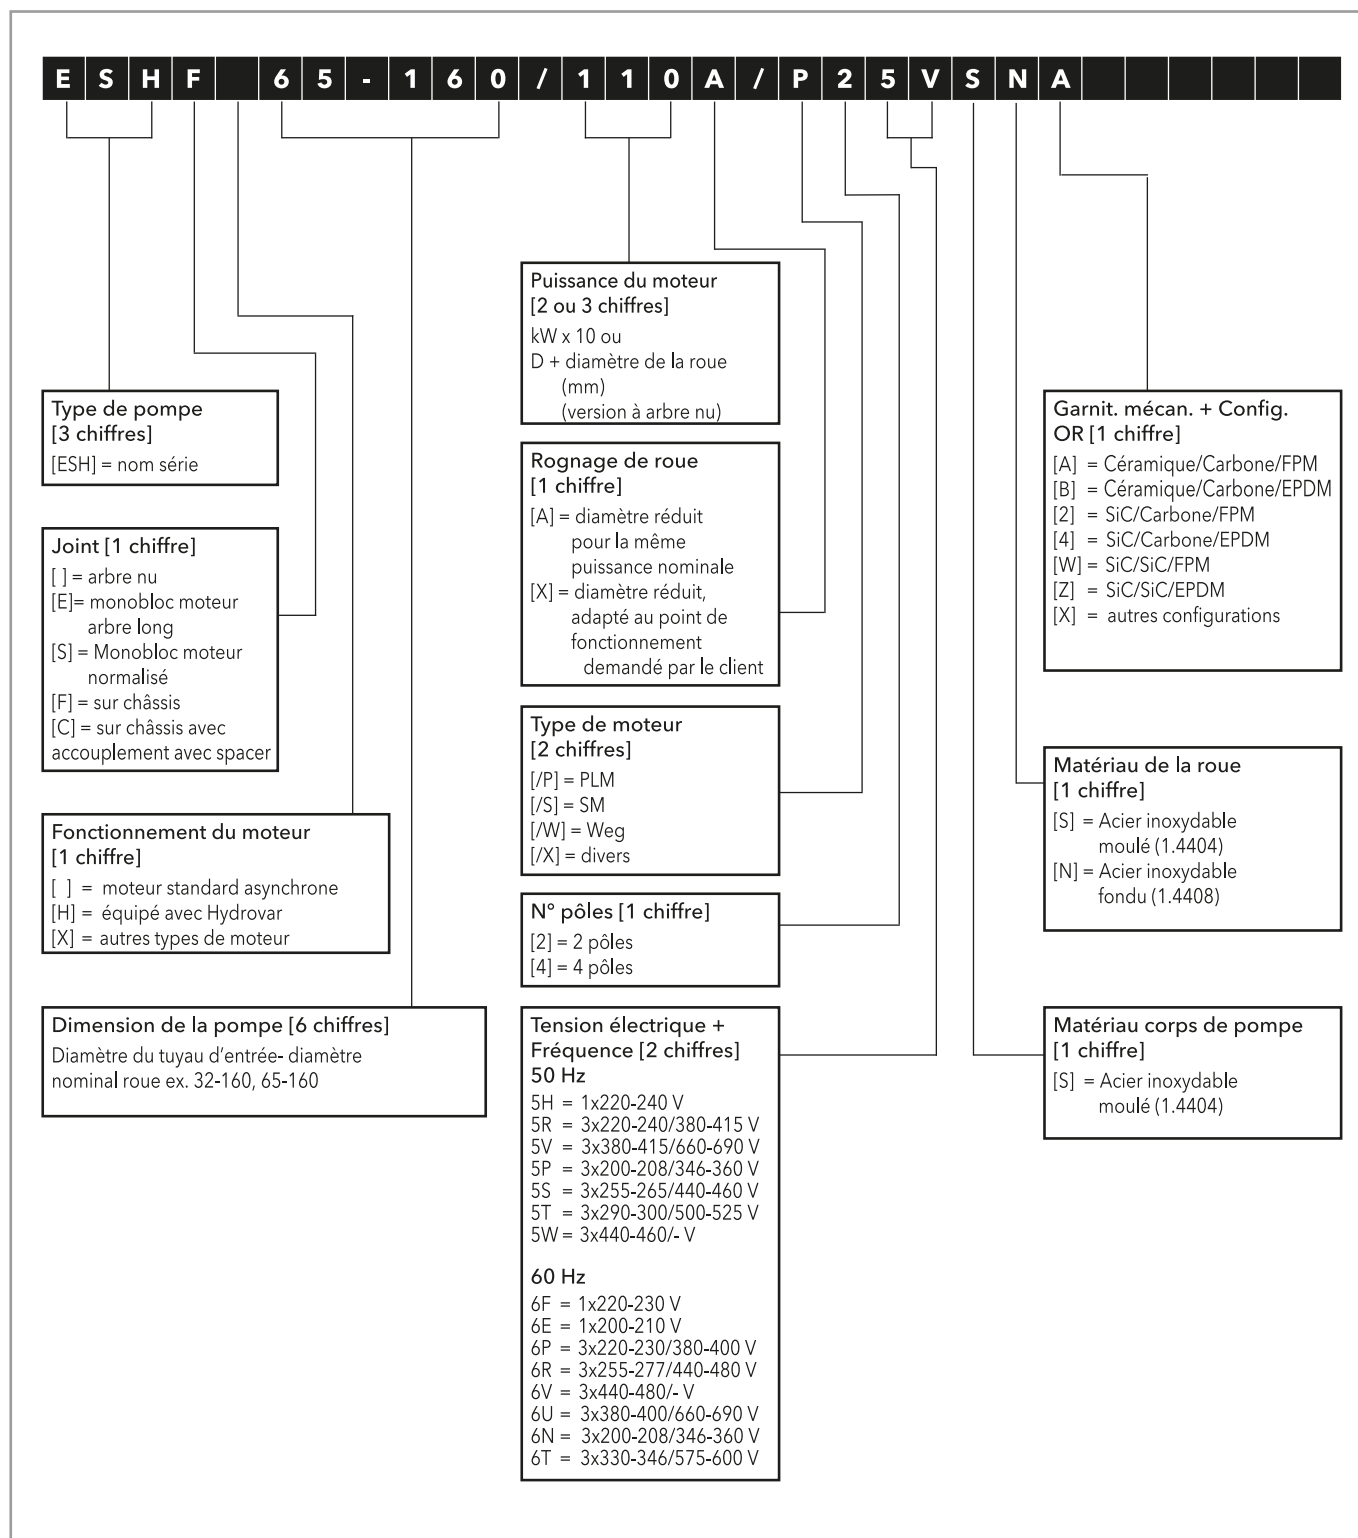 E S H F 6 5 - 1 6 0 / 1 1 0 A / P 2 5 V S N A
Type de pompe
[3 chiffres]
[ESH] = nom série
Joint [1 chiffre]
[ ] = arbre nu
[E]= monobloc moteur
arbre long
[S] = Monobloc moteur
normalisé
[F] = sur châssis
[C] = sur châssis avec
accouplement avec spacer
Fonctionnement du moteur
[1 chiffre]
[ ] = moteur standard asynchrone
[H] = équipé avec Hydrovar
[X] = autres types de moteur
Dimension de la pompe [6 chiffres]
Diamètre du tuyau d'entrée- diamètre
nominal roue ex. 32-160, 65-160
Puissance du moteur
[2 ou 3 chiffres]
kW x 10 ou
D + diamètre de la roue
(mm)
(version à arbre nu)
Rognage de roue
[1 chiffre]
[A] = diamètre réduit
pour la même
puissance nominale
[X] = diamètre réduit,
adapté au point de
fonctionnement
demandé par le client
Type de moteur
[2 chiffres]
[/P] = PLM
[/S] = SM
[/W] = Weg
[/X] = divers
N° pôles [1 chiffre]
[2] = 2 pôles
[4] = 4 pôles
Tension électrique +
Fréquence [2 chiffres]
50 Hz
5H = 1x220-240 V
5R = 3x220-240/380-415 V
5V = 3x380-415/660-690 V
5P = 3x200-208/346-360 V
5S = 3x255-265/440-460 V
5T = 3x290-300/500-525 V
5W = 3x440-460/- V
60 Hz
6F = 1x220-230 V
6E = 1x200-210 V
6P = 3x220-230/380-400 V
6R = 3x255-277/440-480 V
6V = 3x440-480/- V
6U = 3x380-400/660-690 V
6N = 3x200-208/346-360 V
6T = 3x330-346/575-600 V
Garnit. mécan. + Config.
OR [1 chiffre]
[A] = Céramique/Carbone/FPM
[B] = Céramique/Carbone/EPDM
[2] = SiC/Carbone/FPM
[4] = SiC/Carbone/EPDM
[W] = SiC/SiC/FPM
[Z] = SiC/SiC/EPDM
[X] = autres configurations
Matériau de la roue
[1 chiffre]
[S] = Acier inoxydable
moulé (1.4404)
[N] = Acier inoxydable
fondu (1.4408)
Matériau corps de pompe
[1 chiffre]
[S] = Acier inoxydable
moulé (1.4404)